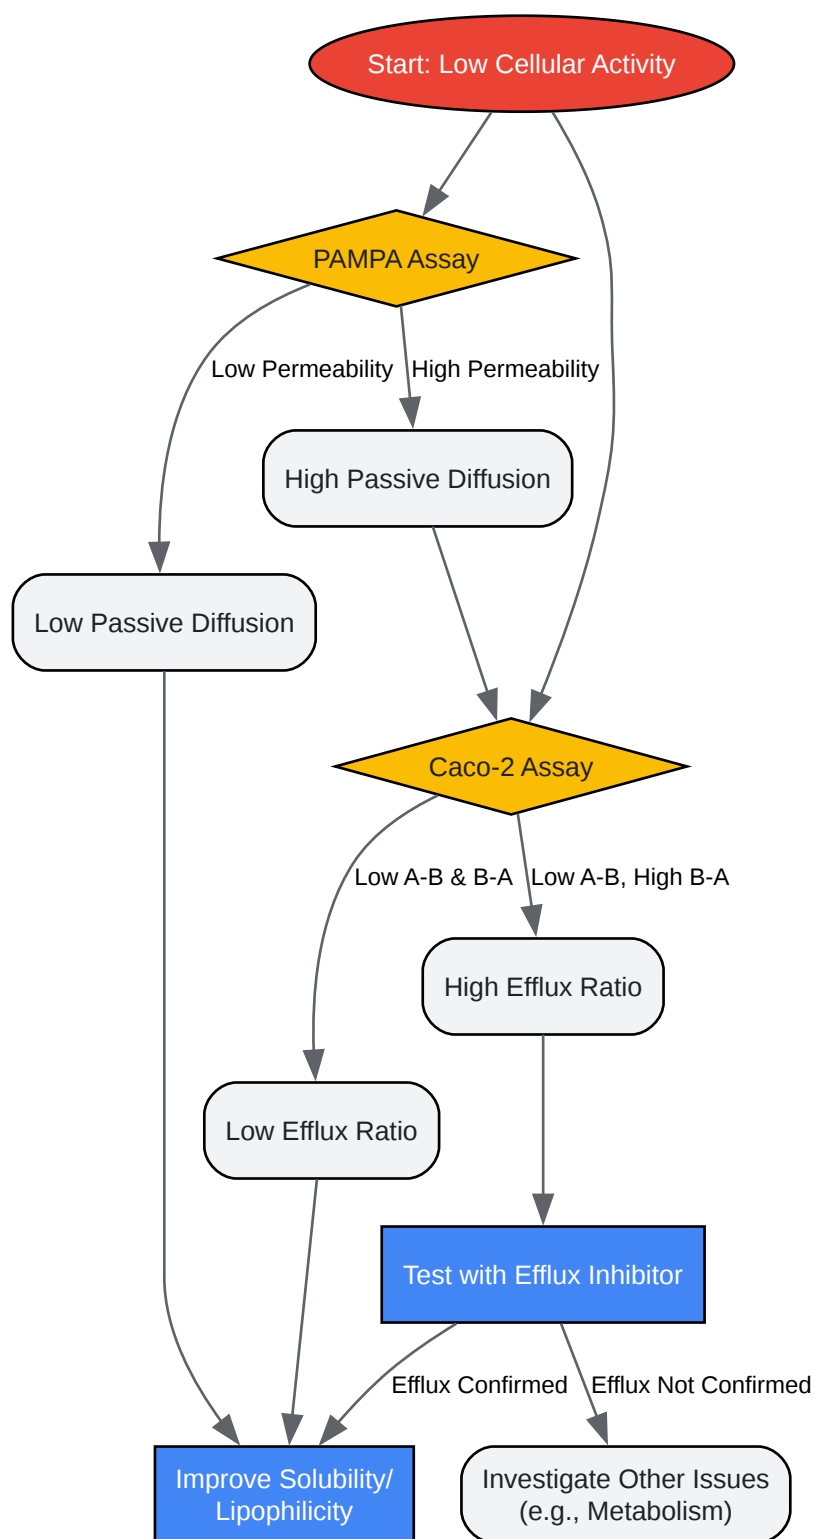 Start: Low Cellular Activity
PAMPA Assay
Low Permeability
High Permeability
High Passive Diffusion
Low Passive Diffusion
Caco-2 Assay
Low A-B & B-A
Low A-B, High B-A
High Efflux Ratio
Low Efflux Ratio
Test with Efflux Inhibitor
Efflux Confirmed
Efflux Not Confirmed
Improve Solubility/
Lipophilicity
Investigate Other Issues
(e.g., Metabolism)